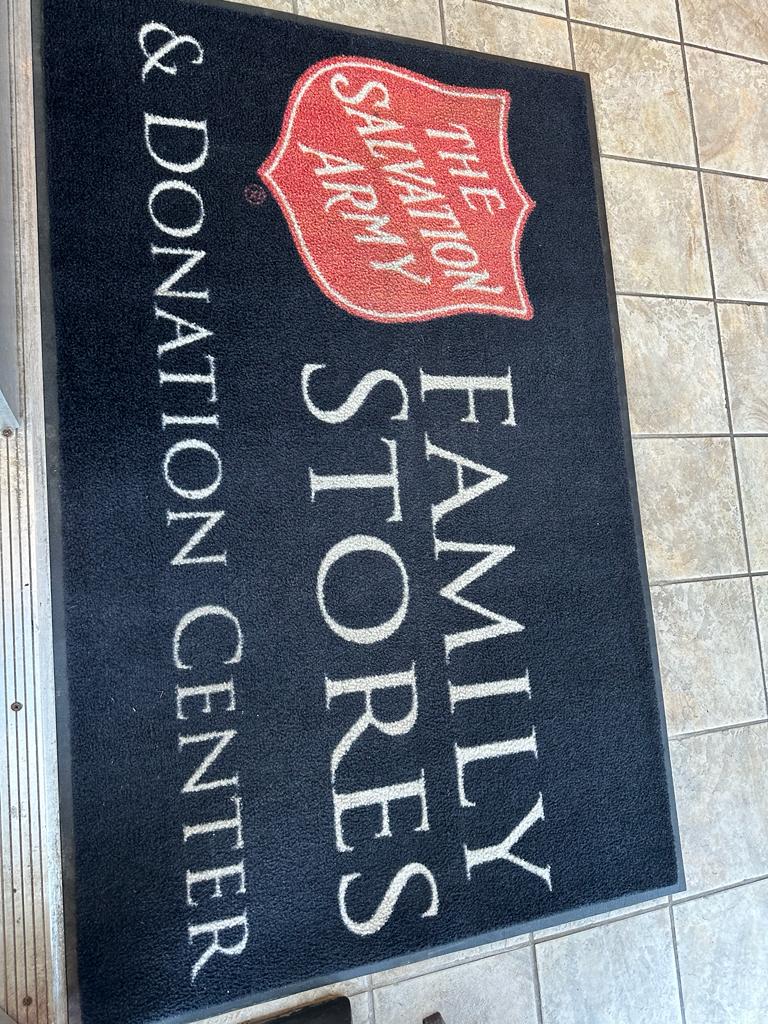 THE
SALVATION
ARMY
FAMILY
STORES
& DONATION CENTER